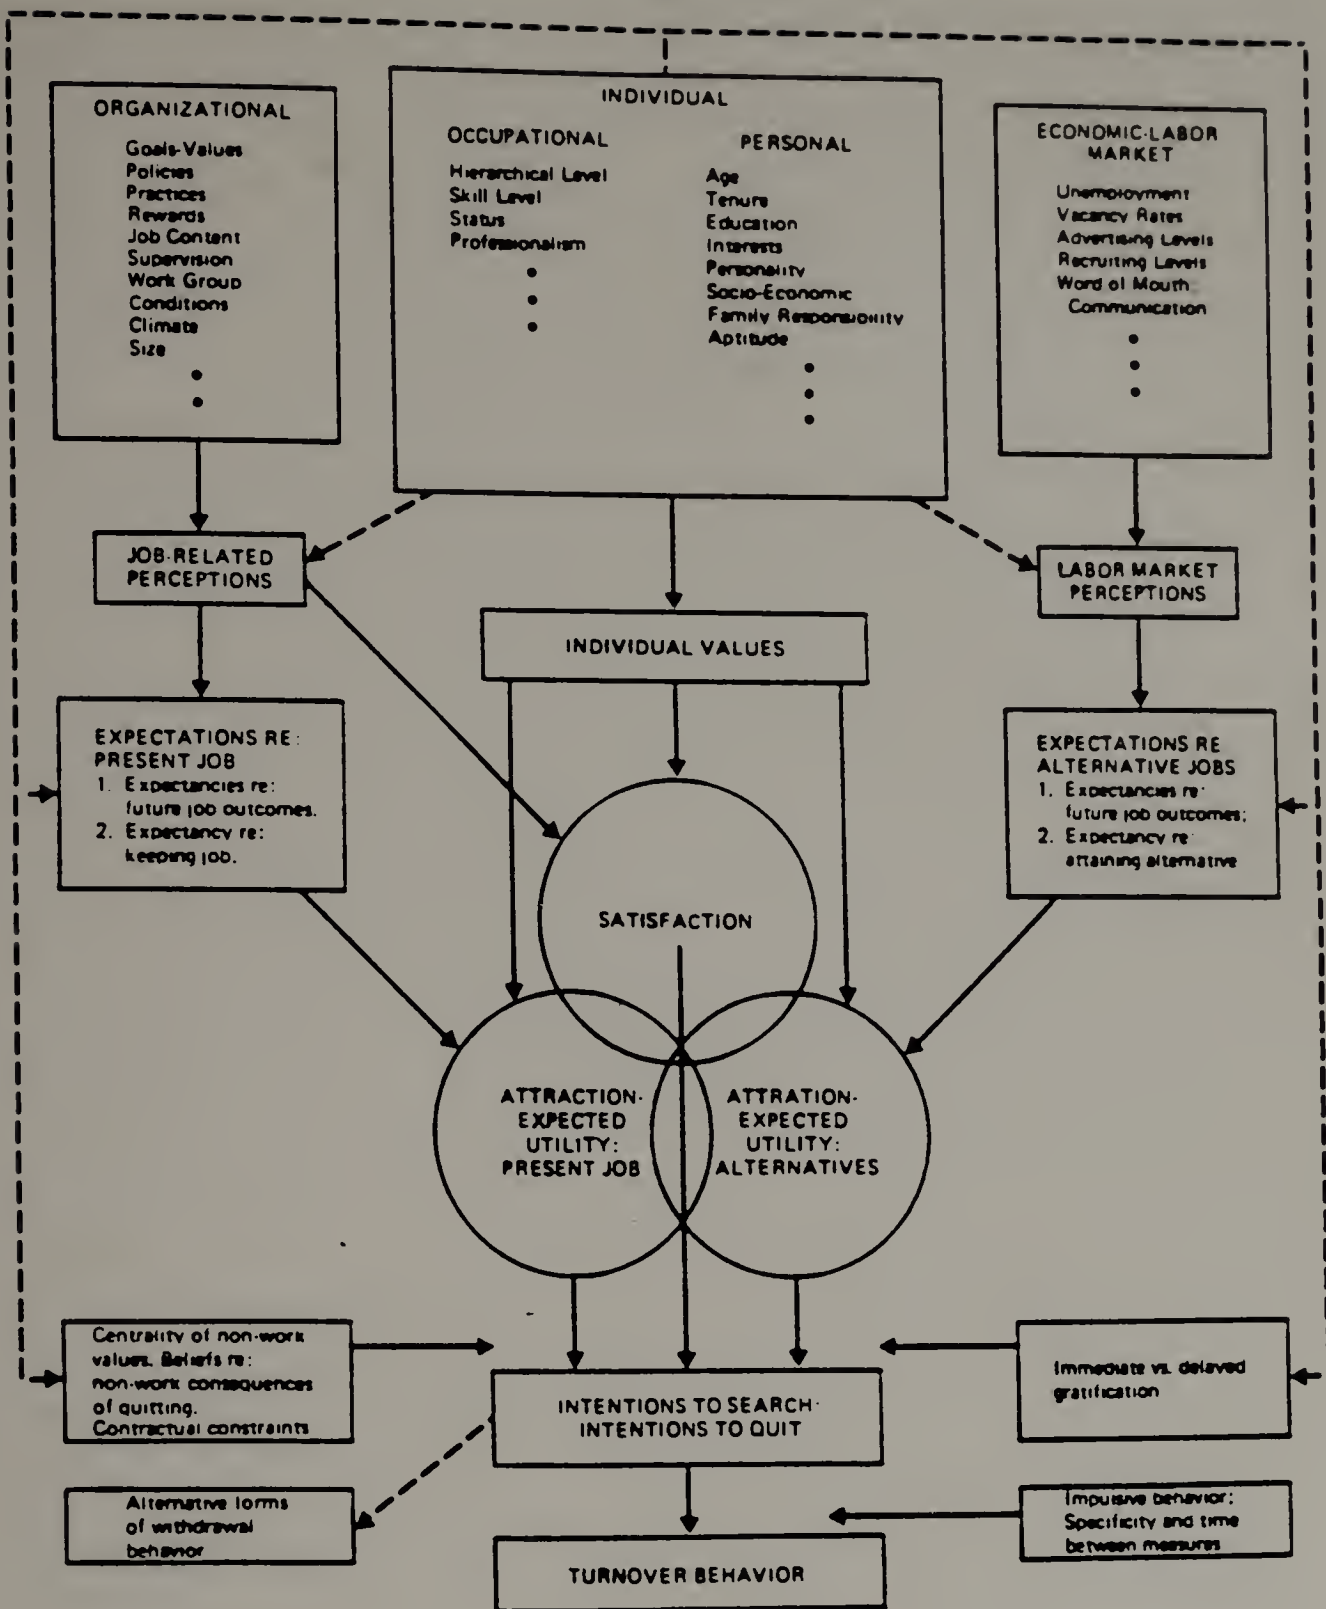 ORGANIZATIONAL
Goals-Values
Policies
Practices
Rewards
Job Content
Supervision
Work Group
Conditions
Climate
Size
INDIVIDUAL
OCCUPATIONAL
Hierarchical Level
Skill Level
Status
Professionalism
PERSONAL
Age
Tenure
Education
Interests
Personality
Socio-Economic
Family Responsibility
Aptitude
ECONOMIC-LABOR
MARKET
Unemployment
Vacancy Rates
Advertising Levels
Recruiting Levels
Word of Mouth
Communication
JOB-RELATED
PERCEPTIONS
LABOR MARKET
PERCEPTIONS
INDIVIDUAL VALUES
EXPECTATIONS RE:
PRESENT JOB
1. Expectancies re:
future job outcomes.
2. Expectancy re:
keeping job.
EXPECTATIONS RE
ALTERNATIVE JOBS
1. Expectancies re:
future job outcomes;
2. Expectancy re
attaining alternative
SATISFACTION
ATTRACTION-
EXPECTED
UTILITY:
PRESENT JOB
ATTRATION-
EXPECTED
UTILITY:
ALTERNATIVES
Centrality of non-work
values. Beliefs re:
non-work consequences
of quitting.
Contractual constraints
INTENTIONS TO SEARCH-
INTENTIONS TO QUIT
Immediate vs. delayed
gratification
Alternative forms
of withdrawal
behavior
Impulsive behavior;
Specificity and time
between measures
TURNOVER BEHAVIOR